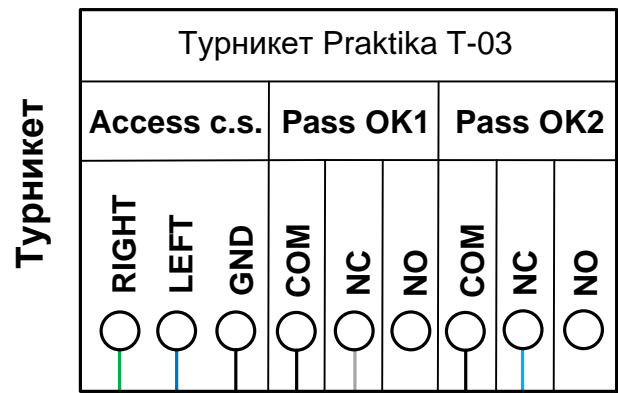 Турникет
Турникет Praktika T-03
Access c.s. Pass OK1 Pass OK2
RIGHT LEFT GND COM NC NO COM NC NO